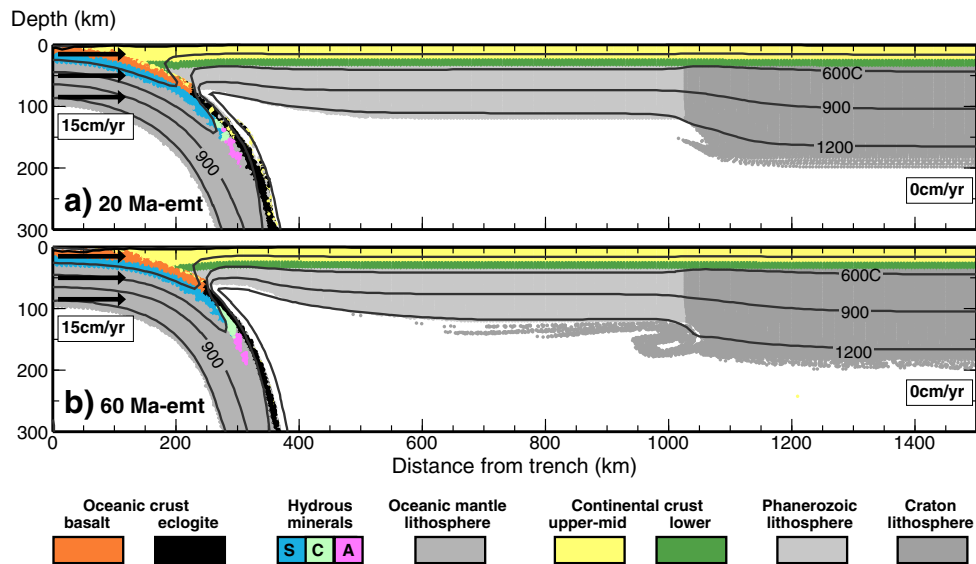 Depth (km)
0
100
200
300
15cm/yr
900
600C
900
1200
a) 20 Ma-emt
0cm/yr
0
100
200
300
15cm/yr
900
600C
900
1200
b) 60 Ma-emt
0cm/yr
0 200 400 600 800 1000 1200 1400
Distance from trench (km)
Oceanic crust
basalt eclogite
Hydrous
minerals
S C A
Oceanic mantle
lithosphere
Continental crust
upper-mid lower
Phanerozoic
lithosphere
Craton
lithosphere